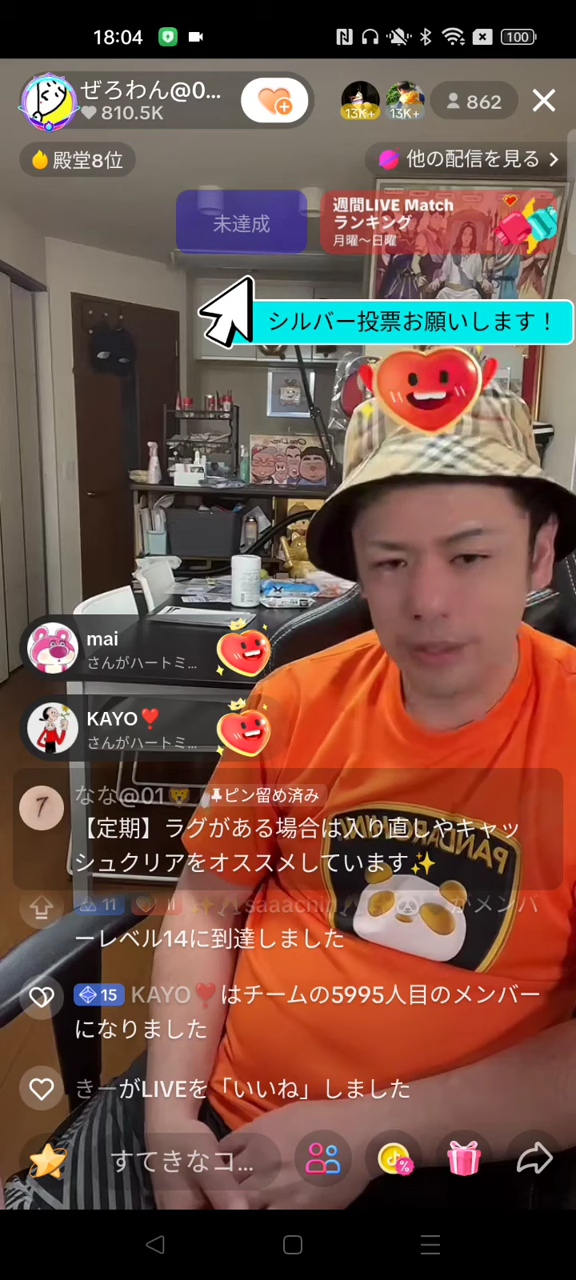 18:04
100
ぜろわん@0...
810.5K
13K+
13K+
862
殿堂8位
他の配信を見る
未達成
週間LIVE Match
ランキング
月曜〜日曜
シルバー投票お願いします！
mai
さんがハートミ...
KAYO❤️
さんがハートミ...
7
なな@01🦁
ピン留め済み
【定期】ラグがある場合は入り直しやキャッ
シュクリアをオススメしています✨
11
II
saaachin
がメンバ
ーレベル14に到達しました
15 KAYO❤️はチームの5995人目のメンバー
になりました
きーがLIVEを「いいね」しました
すてきなコ...